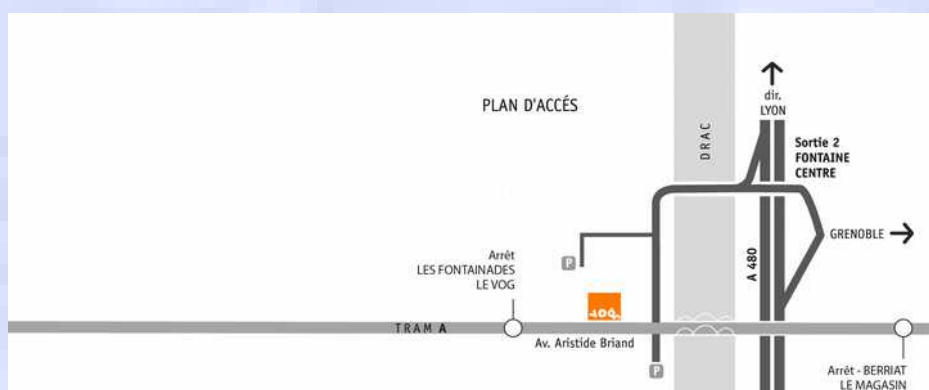 PLAN D'ACCÉS
dir.
LYON
DRAC
Sortie 2
FONTAINE
CENTRE
GRENOBLE
A 480
P
Arrêt
LES FONTAINADES
LE VOG
TRAM A
Av. Aristide Briand
P
Arrêt - BERRIAT
LE MAGASIN